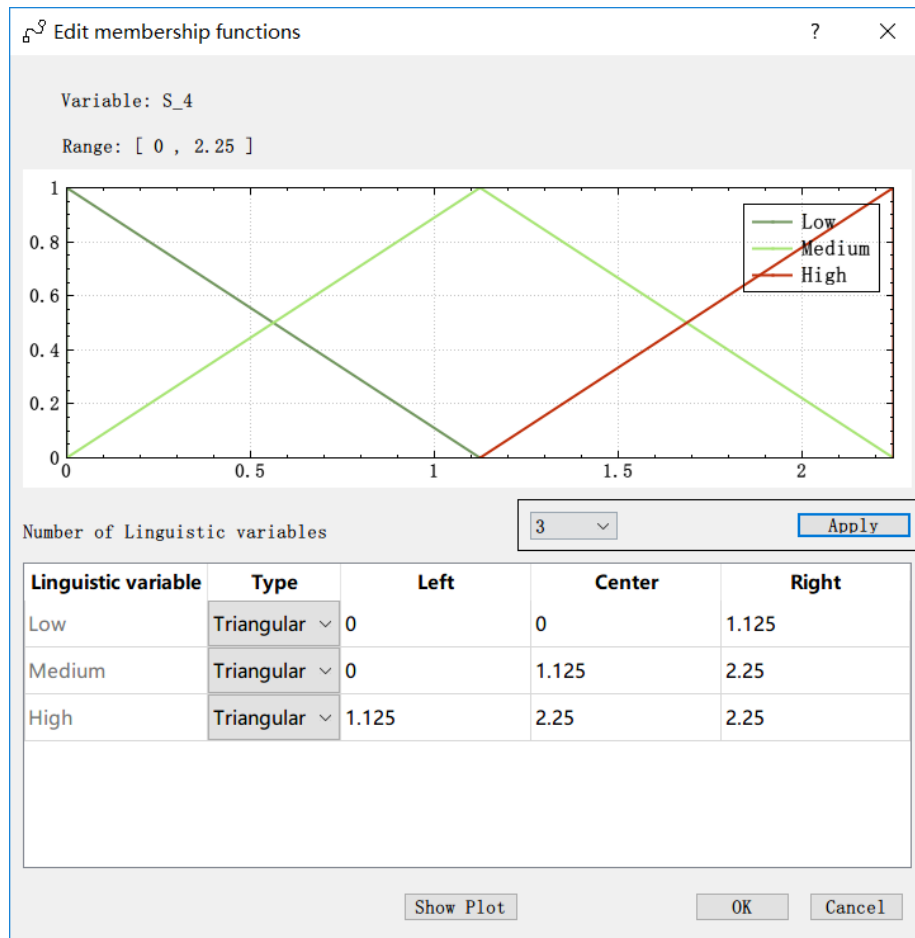 Edit membership functions ?
Variable: S_4
Range: [ 0 , 2.25 ]
1
0.8
0.6
0.4
0.2
0
0 0.5 1 1.5 2
Low
Medium
High
Number of Linguistic variables 3 Apply
Linguistic variable Type Left Center Right
Low Triangular 0 0 1.125
Medium Triangular 0 1.125 2.25
High Triangular 1.125 2.25 2.25
Show Plot OK Cancel